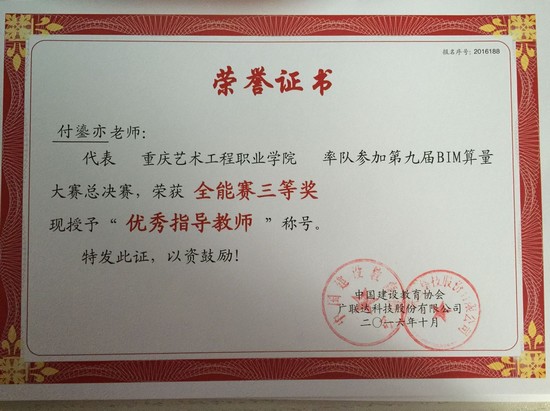 报名序号: 2016188
荣誉证书
付鎏亦老师:
代表 重庆艺术工程职业学院 率队参加第九届BIM算量
大赛总决赛，荣获 全能赛三等奖
现授予“ 优秀指导教师 ”称号。
特发此证，以资鼓励!
中国建设教育协会
广联达科技股份有限公司
二〇一六年十月